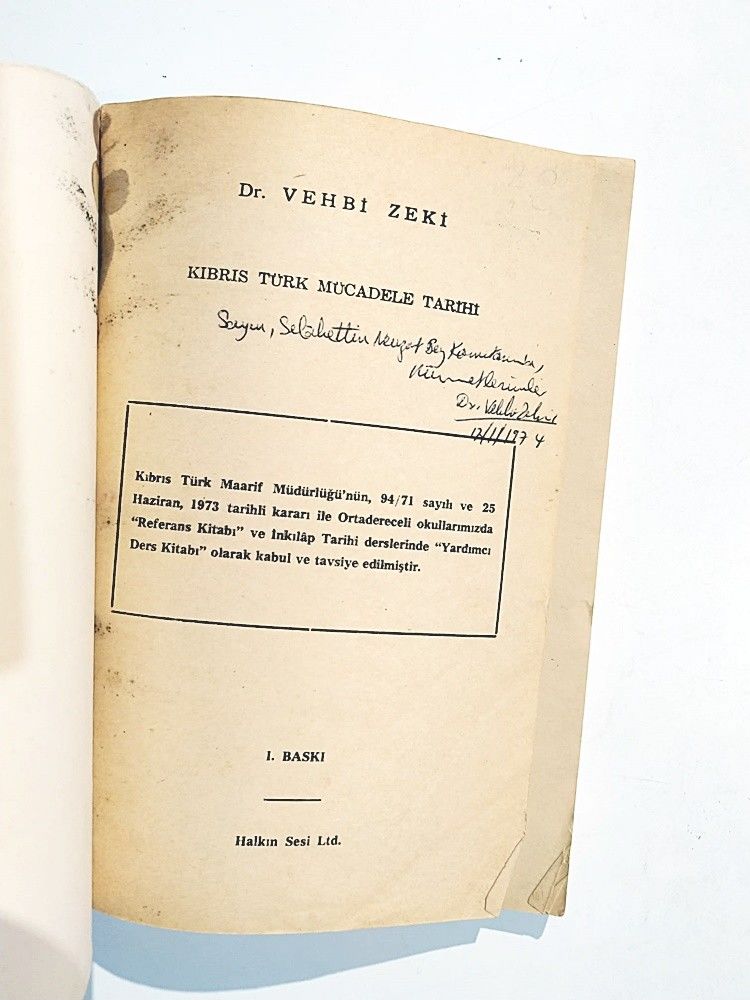 Dr. VEHBİ ZEKİ
KIBRIS TÜRK MÜCADELE TARİHİ
Sayın, Selâhettin Nevzat Bey
Hürmetlerimle
Dr. Vehbi Zeki
12/1/1974
Kıbrıs Türk Maarif Müdürlüğü'nün, 94/71 sayılı ve 25
Haziran, 1973 tarihli kararı ile Ortadereceli okullarımızda
“Referans Kitabı” ve İnkılâp Tarihi derslerinde “Yardımcı
Ders Kitabı” olarak kabul ve tavsiye edilmiştir.
1. BASKI
Halkın Sesi Ltd.